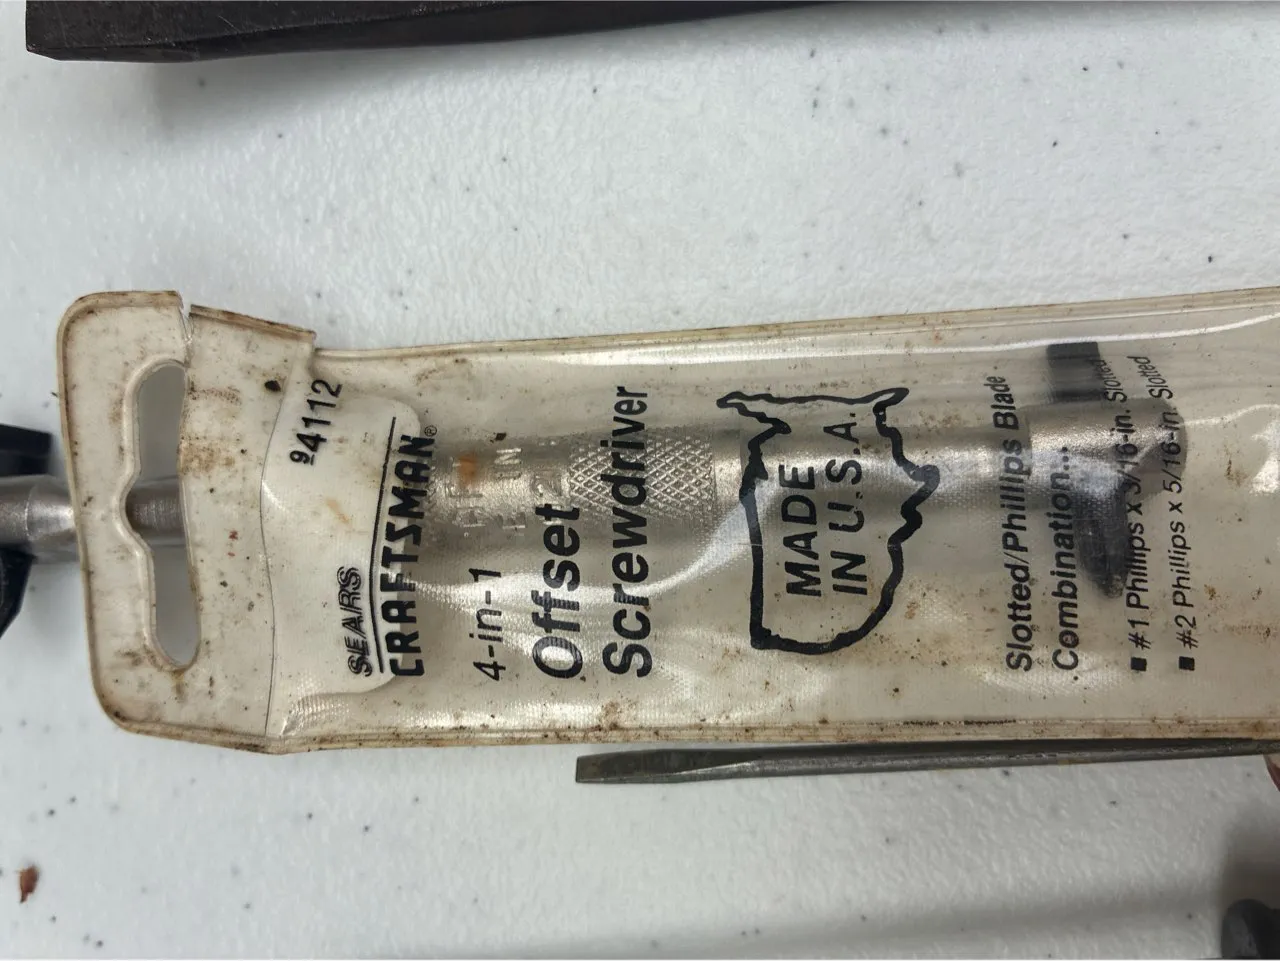 94112
SEARS
CRAFTSMAN®
4-in-1
Offset
Screwdriver
MADE
IN U.S.A.
Slotted/Phillips Blade
Combination...
■ #1 Phillips x 3/16-in. Slotted
■ #2 Phillips x 5/16-in. Slotted